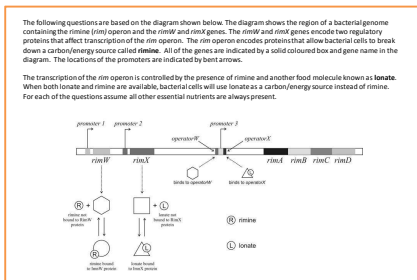 The following questions are based on the diagram shown below. The diagram shows the region of a bacterial genome
containing the rimine (rim) operon and the rimW and rimX genes. The rimW and rimX genes encode two regulatory
proteins that affect transcription of the rim operon. The rim operon encodes proteins that allow bacterial cells to break
down a carbon/energy source called rimine. All of the genes are indicated by a solid coloured box and gene name in the
diagram. The locations of the promoters are indicated by bent arrows.
The transcription of the rim operon is controlled by the presence of rimine and another food molecule known as lonate.
When both lonate and rimine are available, bacterial cells will use lonate as a carbon/energy source instead of rimine.
For each of the questions assume all other essential nutrients are always present.
promoter 1 promoter 2 promoter 3
operatorW operatorX
rimW rimX rimA rimB rimC rimD
binds to operatorW binds to operatorX
R + + L
rimine not bound to RimW protein
lonate not bound to RimX protein
R rimine
L lonate
R L
rimine bound to RimW protein
lonate bound to RimX protein